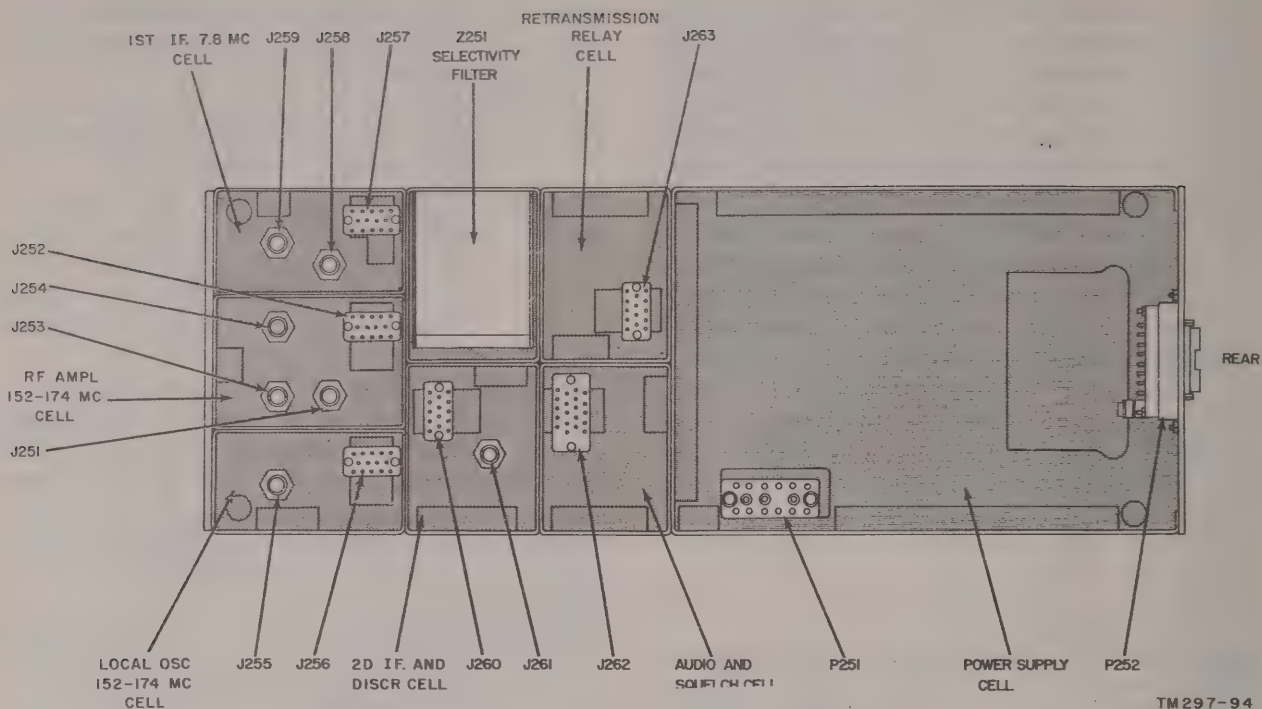 1ST IF. 7.8 MC
CELL
J259
J258
J257
Z251
SELECTIVITY
FILTER
RETRANSMISSION
RELAY
CELL
J263
J252
J254
J253
RF AMPL
152-174 MC
CELL
J251
REAR
LOCAL OSC
152-174 MC
CELL
J255
J256
2D IF. AND
DISCR CELL
J260
J261
J262
AUDIO AND
SQUELCH CELL
P251
POWER SUPPLY
CELL
P252
TM297-94